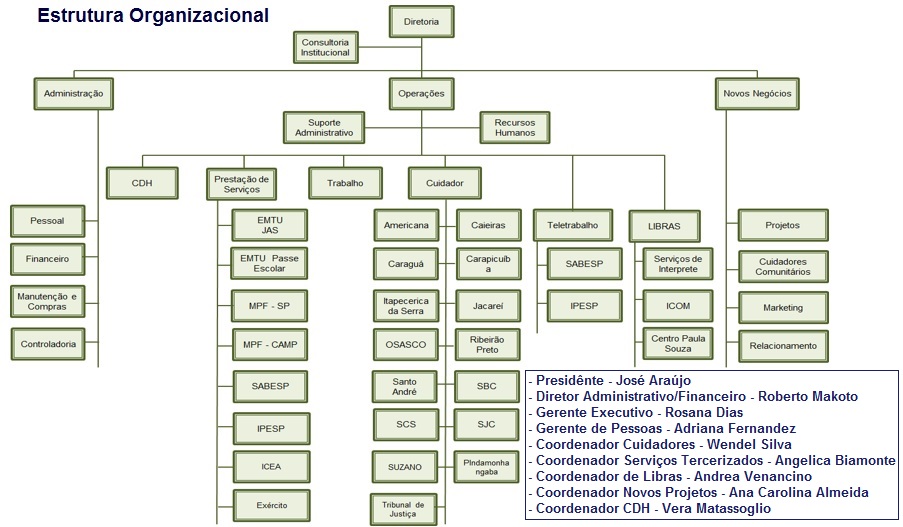 Estrutura Organizacional
Diretoria
Consultoria
Institucional
Administração
Operações
Novos Negócios
Suporte
Administrativo
Recursos
Humanos
CDH
Prestação de
Serviços
Trabalho
Cuidador
Teletrabalho
LIBRAS
Pessoal
Financeiro
Manutenção e
Compras
Controladoria
EMTU
JAS
EMTU Passe
Escolar
MPF - SP
MPF - CAMP
SABESP
IPESP
ICEA
Exército
Americana
Caieiras
Caraguá
Carapicuíb
a
Itapecerica
da Serra
Jacareí
OSASCO
Ribeirão
Preto
Santo
André
SBC
SCS
SJC
SUZANO
PIndamonha
ngaba
Tribunal de
Justiça
SABESP
IPESP
Serviços de
Interprete
ICOM
Centro Paula
Souza
Projetos
Cuidadores
Comunitários
Marketing
Relacionamento
- Presidênte - José Araújo
- Diretor Administrativo/Financeiro - Roberto Makoto
- Gerente Executivo - Rosana Dias
- Gerente de Pessoas - Adriana Fernandez
- Coordenador Cuidadores - Wendel Silva
- Coordenador Serviços Tercerizados - Angelica Biamonte
- Coordenador de Libras - Andrea Venancino
- Coordenador Novos Projetos - Ana Carolina Almeida
- Coordenador CDH - Vera Matassoglio